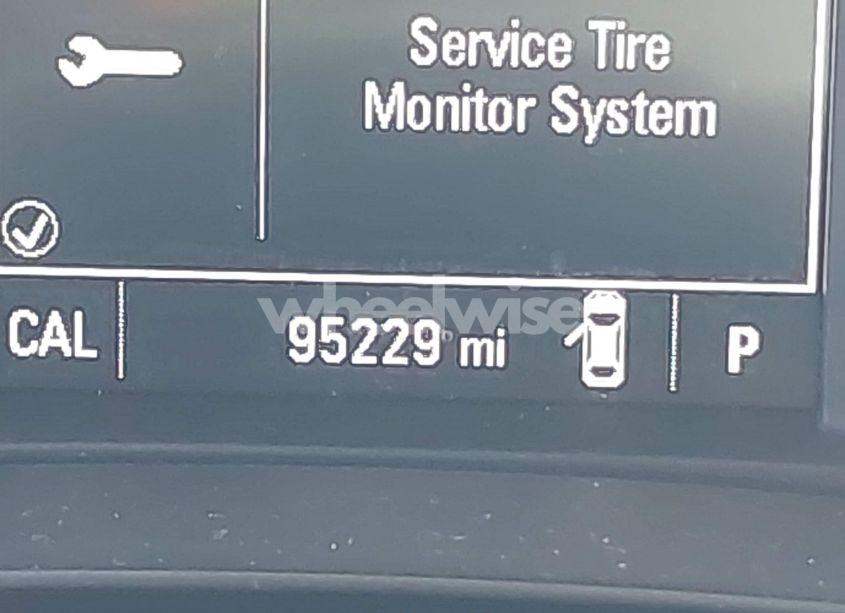 Service Tire
Monitor System
CAL
95229 mi
P
wheelwise